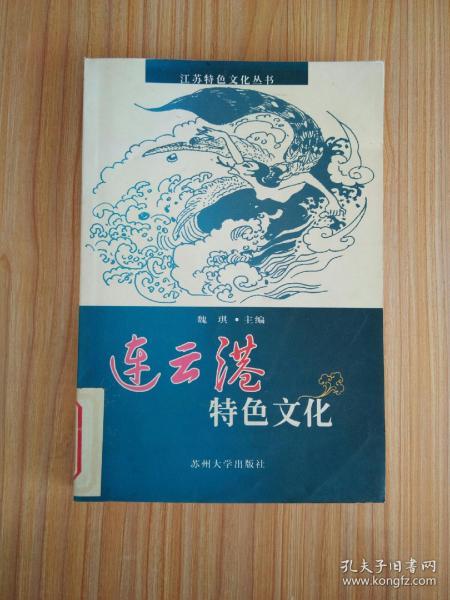 江苏特色文化丛书
魏琪·主编
连云港
特色文化
苏州大学出版社
孔夫子旧书网
www.kongfz.com